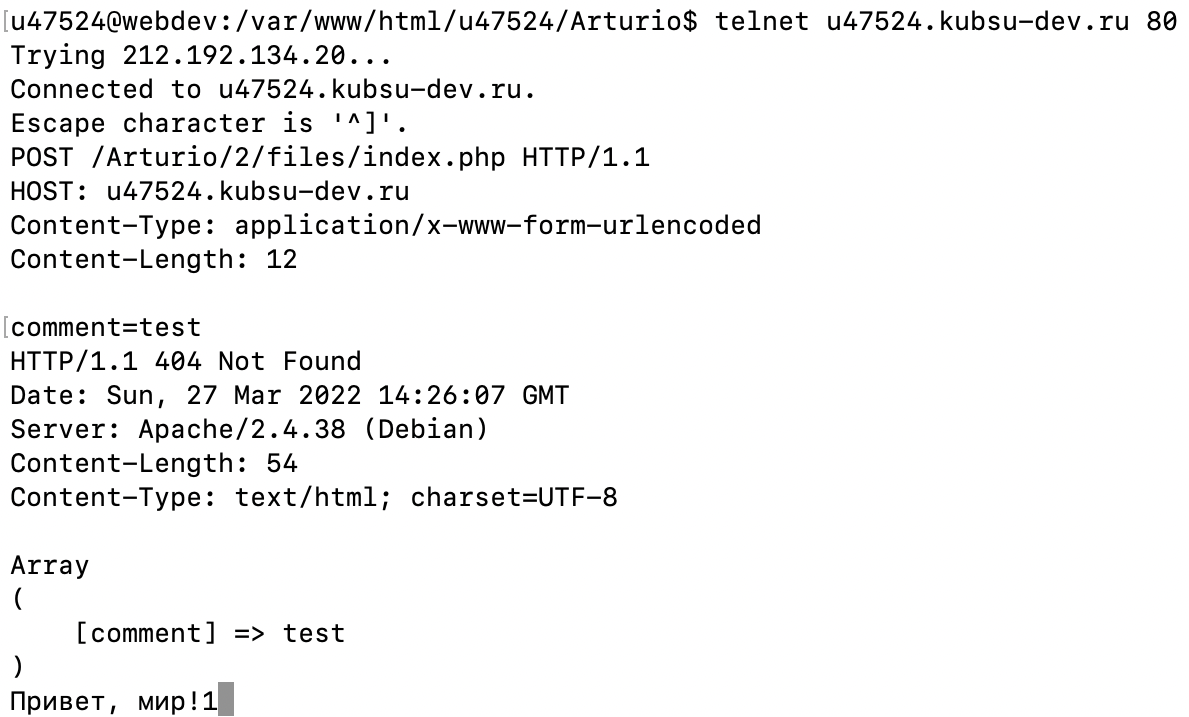 [u47524@webdev:/var/www/html/u47524/Arturio$ telnet u47524.kubsu-dev.ru 80
Trying 212.192.134.20...
Connected to u47524.kubsu-dev.ru.
Escape character is '^]'.
POST /Arturio/2/files/index.php HTTP/1.1
HOST: u47524.kubsu-dev.ru
Content-Type: application/x-www-form-urlencoded
Content-Length: 12

[comment=test
HTTP/1.1 404 Not Found
Date: Sun, 27 Mar 2022 14:26:07 GMT
Server: Apache/2.4.38 (Debian)
Content-Length: 54
Content-Type: text/html; charset=UTF-8

Array
(
    [comment] => test
)
Привет, мир!1